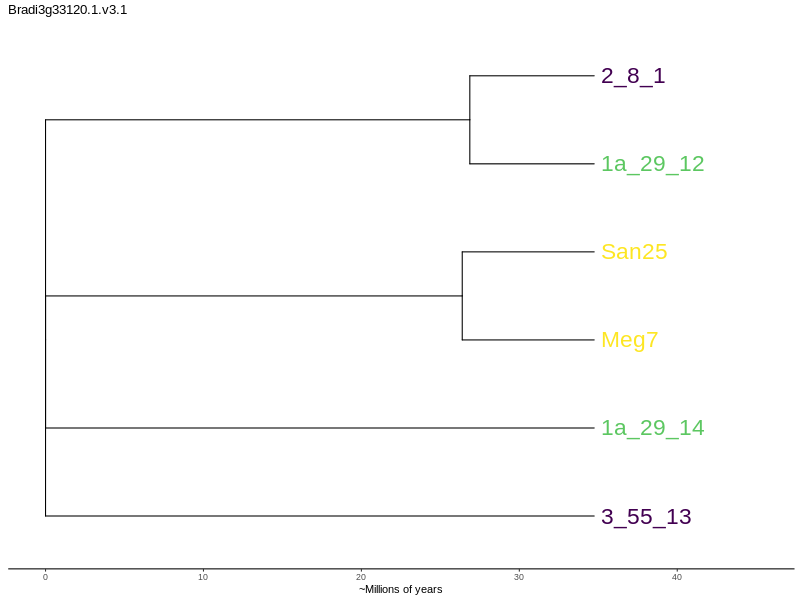 Bradi3g33120.1.v3.1
2_8_1
1a_29_12
San25
Meg7
1a_29_14
3_55_13
0 10 20 30 40
~Millions of years